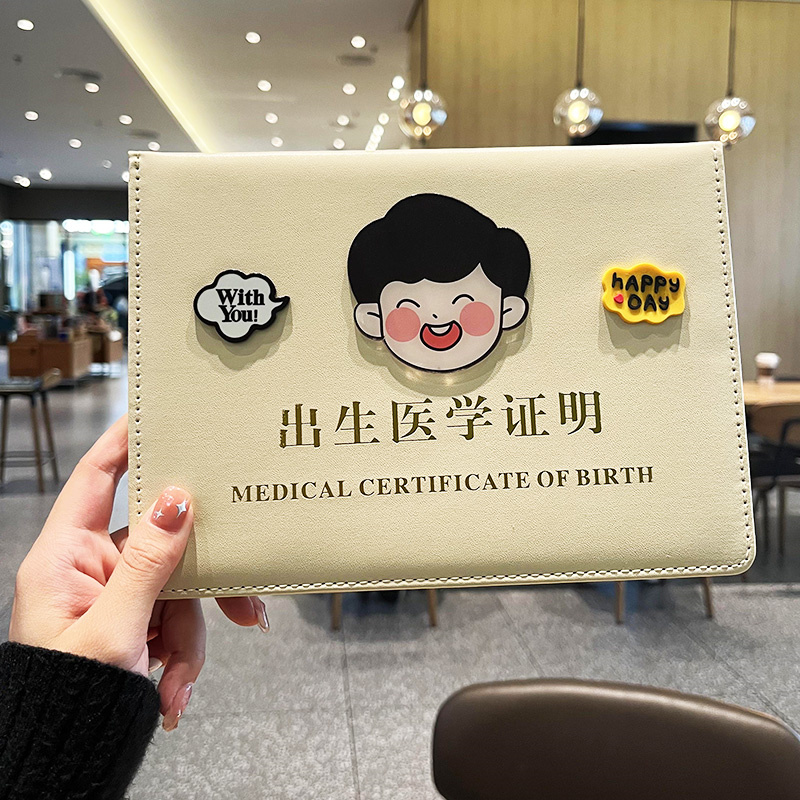 With
You!
hAPPY
DAY
出生医学证明
MEDICAL CERTIFICATE OF BIRTH